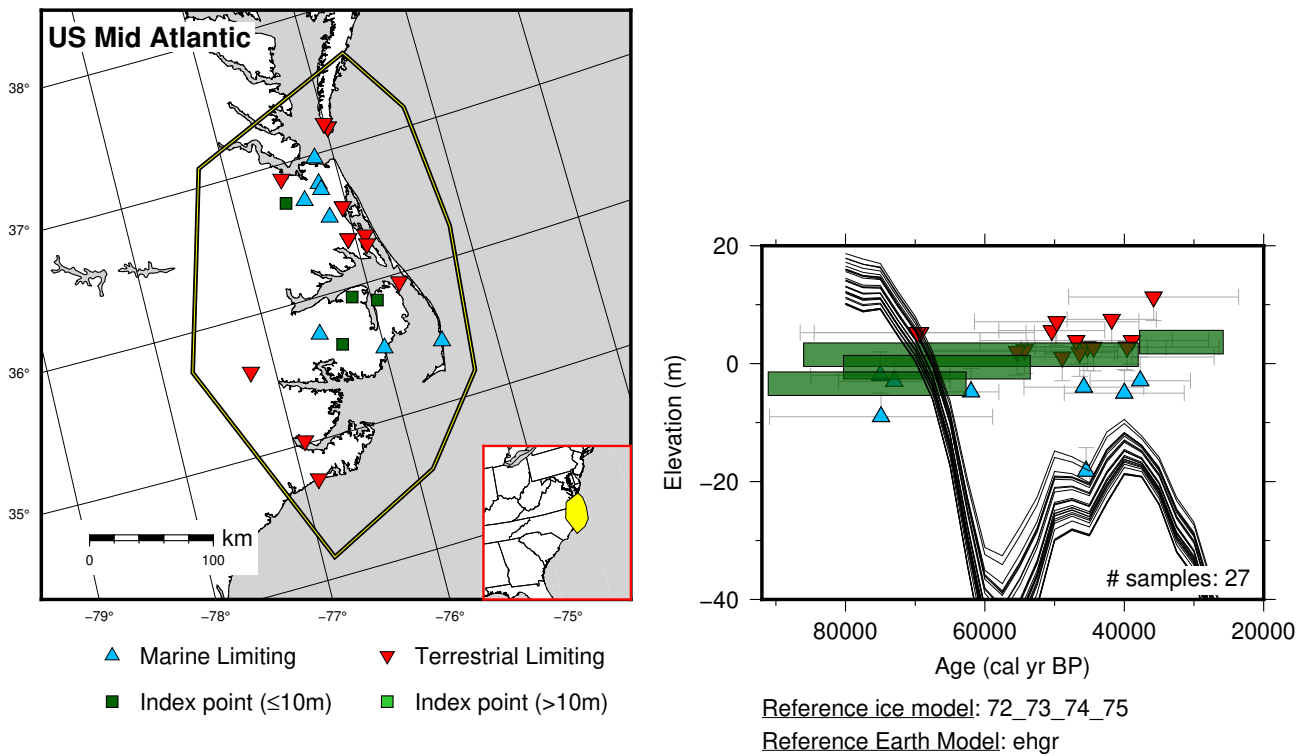 US Mid Atlantic
38°
37°
36°
35°
km
0
100
−79°
−78°
−77°
−76°
−75°
Marine Limiting
Terrestrial Limiting
Index point (≤10m)
Index point (>10m)
20
0
−20
−40
Elevation (m)
# samples: 27
80000
60000
40000
20000
Age (cal yr BP)
Reference ice model: 72_73_74_75
Reference Earth Model: ehgr